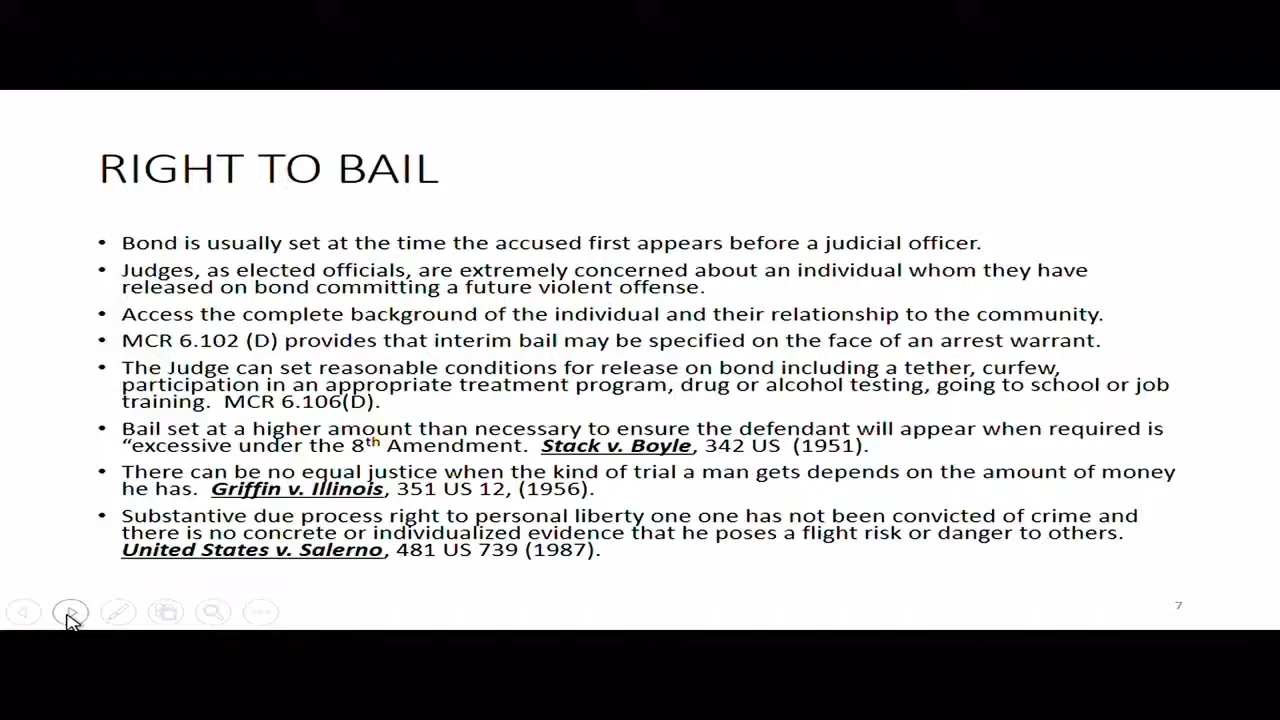 RIGHT TO BAIL
• Bond is usually set at the time the accused first appears before a judicial officer.
• Judges, as elected officials, are extremely concerned about an individual whom they have
released on bond committing a future violent offense.
• Access the complete background of the individual and their relationship to the community.
• MCR 6.102 (D) provides that interim bail may be specified on the face of an arrest warrant.
• The Judge can set reasonable conditions for release on bond including a tether, curfew,
participation in an appropriate treatment program, drug or alcohol testing, going to school or job
training. MCR 6.106(D).
• Bail set at a higher amount than necessary to ensure the defendant will appear when required is
“excessive under the 8th Amendment. Stack v. Boyle, 342 US (1951).
• There can be no equal justice when the kind of trial a man gets depends on the amount of money
he has. Griffin v. Illinois, 351 US 12, (1956).
• Substantive due process right to personal liberty one one has not been convicted of crime and
there is no concrete or individualized evidence that he poses a flight risk or danger to others.
United States v. Salerno, 481 US 739 (1987).
7